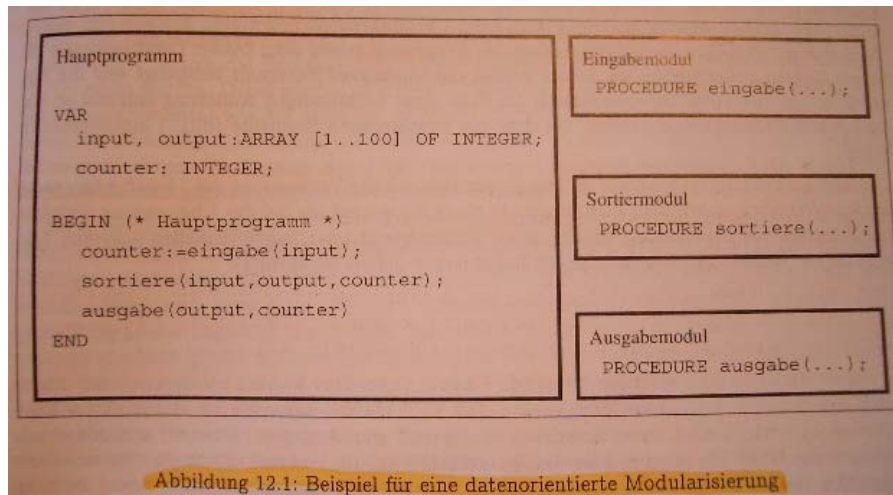 Hauptprogramm
VAR
input, output:ARRAY [1..100] OF INTEGER;
counter: INTEGER;
BEGIN (* Hauptprogramm *)
counter:=eingabe(input);
sortiere(input,output,counter);
ausgabe(output,counter)
END
Eingabemodul
PROCEDURE eingabe(...);
Sortiermodul
PROCEDURE sortiere(...);
Ausgabemodul
PROCEDURE ausgabe(...);
Abbildung 12.1: Beispiel für eine datenorientierte Modularisierung